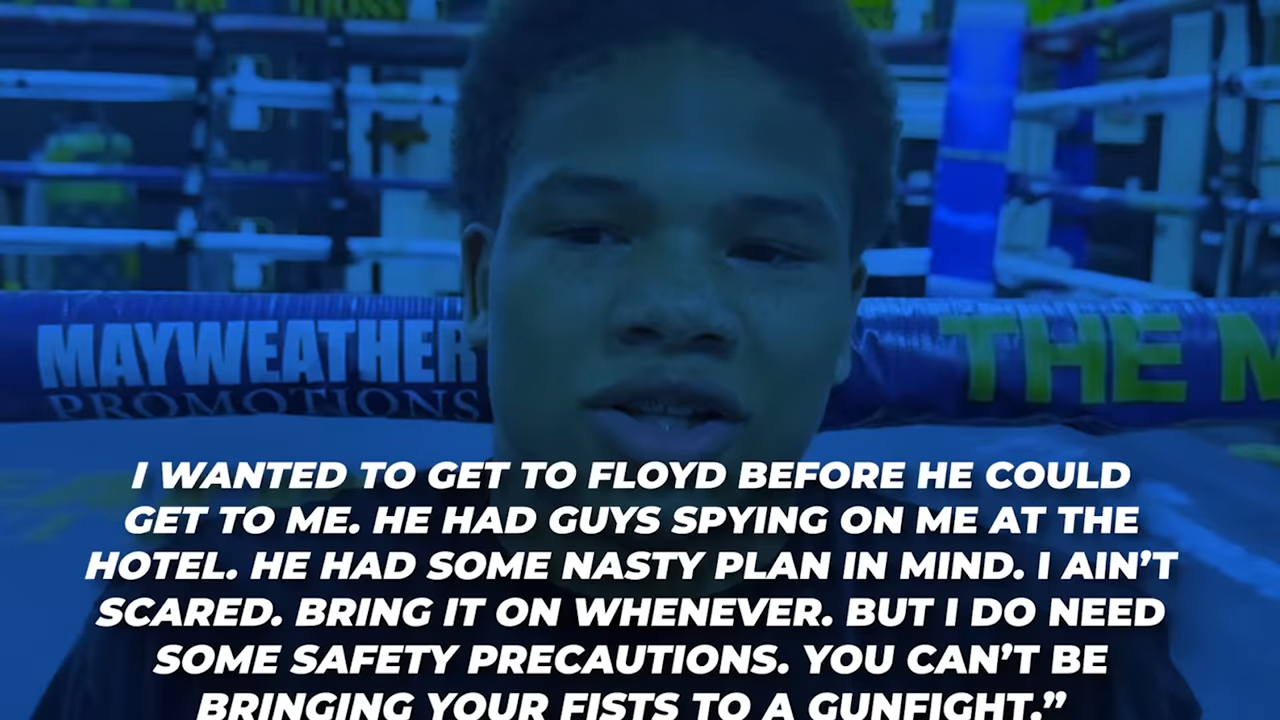 MAYWEATHER
PROMOTIONS
THE M
I WANTED TO GET TO FLOYD BEFORE HE COULD
GET TO ME. HE HAD GUYS SPYING ON ME AT THE
HOTEL. HE HAD SOME NASTY PLAN IN MIND. I AIN’T
SCARED. BRING IT ON WHENEVER. BUT I DO NEED
SOME SAFETY PRECAUTIONS. YOU CAN’T BE
BRINGING YOUR FISTS TO A GUNFIGHT.”